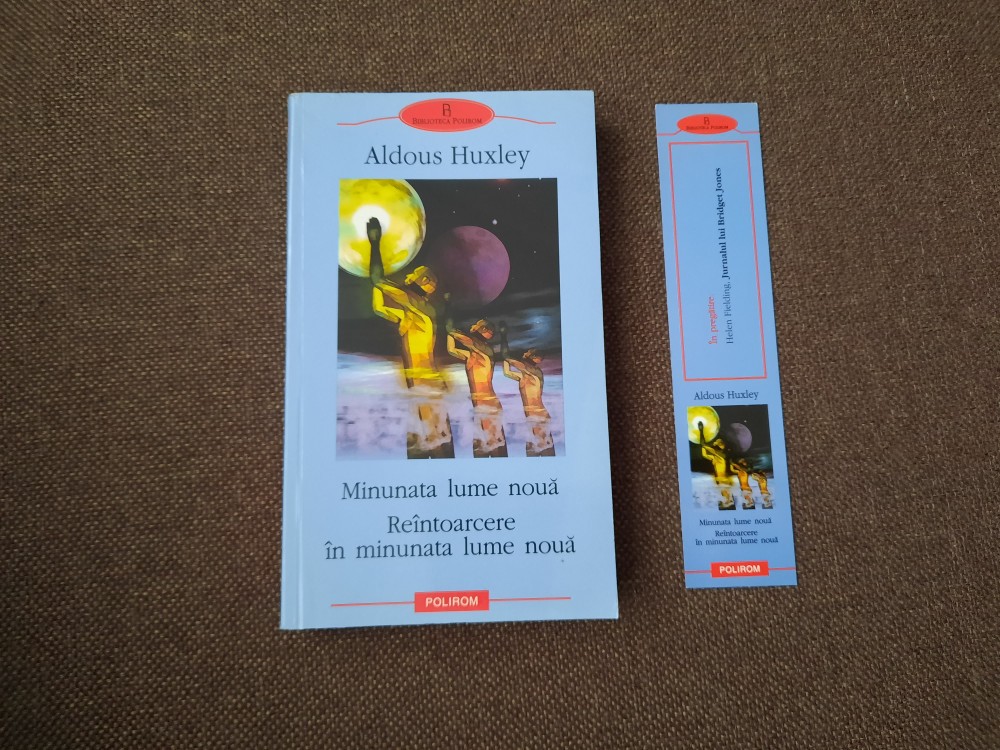 BIBLIOTECA POLIROM
Aldous Huxley
Minunata lume nouă
Reîntoarcere
în minunata lume nouă
POLIROM
BIBLIOTECA POLIROM
În pregătire
Helen Fielding, Jurnalul lui Bridget Jones
Aldous Huxley
Minunata lume nouă
Reîntoarcere
în minunata lume nouă
POLIROM